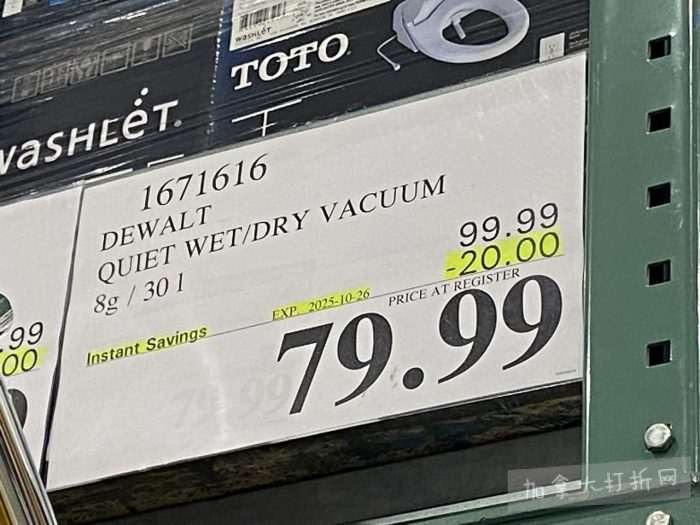 WASHLET
TOTO
WASHLET
1671616
DEWALT
QUIET WET/DRY VACUUM
8g / 30 l
99.99
-20.00
EXP. 2025-10-26
PRICE AT REGISTER
Instant Savings
79.99
.99
00
加拿大打折网